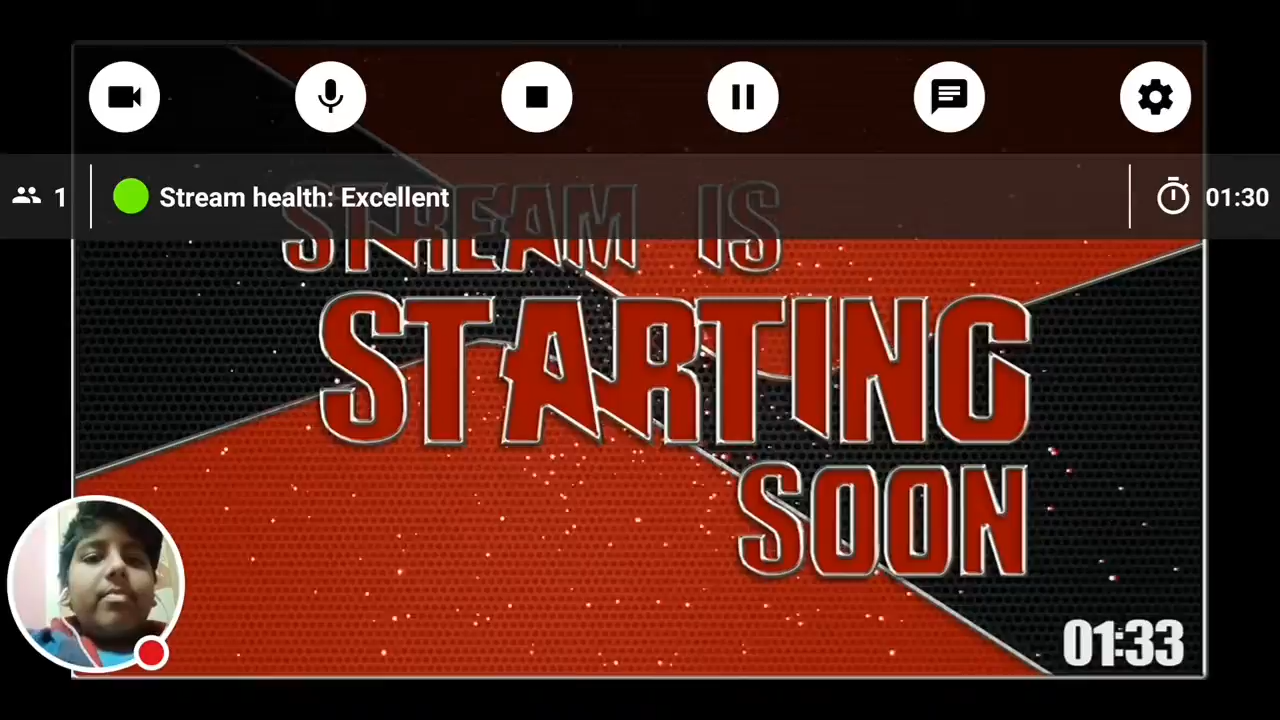 1
Stream health: Excellent
01:30
STREAM IS
STARTING
SOON
01:33